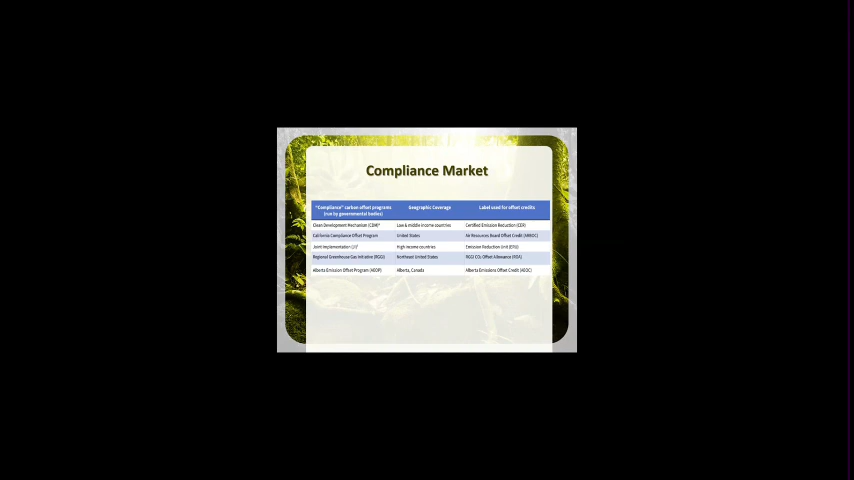 Compliance Market
"Compliance" carbon offset programs
(run by governmental bodies)
Geographic Coverage
Label used for offset credits
Clean Development Mechanism (CDM)
Low & middle income countries
Certified Emission Reduction (CER)
California Compliance Offset Program
United States
Air Resources Board Offset Credit (ARBOC)
Joint Implementation (JI)
High income countries
Emission Reduction Unit (ERU)
Regional Greenhouse Gas Initiative (RGGI)
Northeast United States
RGGI CO₂ Offset Allowance (ROA)
Alberta Emission Offset Program (AEOP)
Alberta, Canada
Alberta Emissions Offset Credit (AEOC)